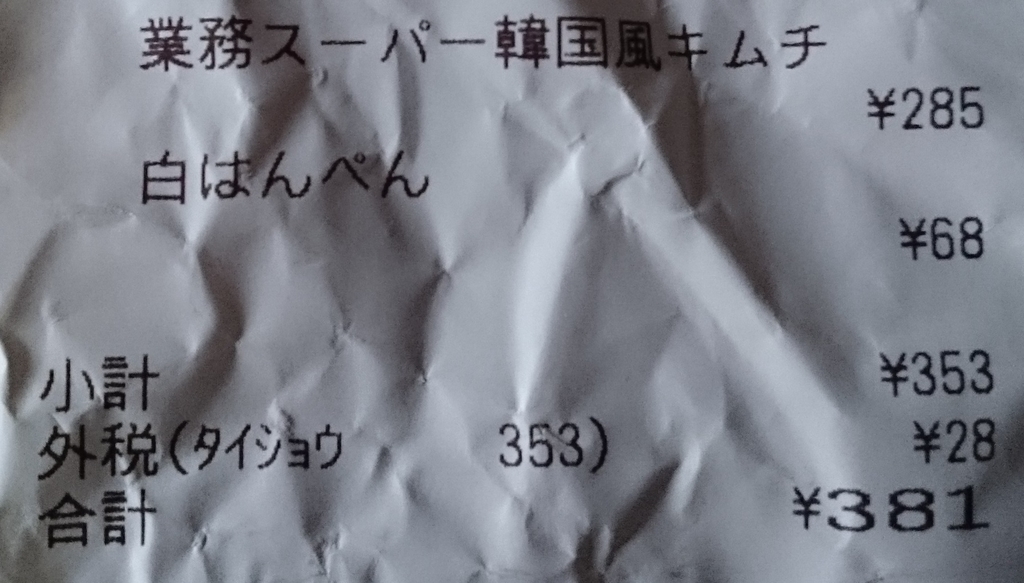 業務スーパー韓国風キムチ
¥285
白はんぺん
¥68
小計 ¥353
外税(タイショウ 353) ¥28
合計 ¥381